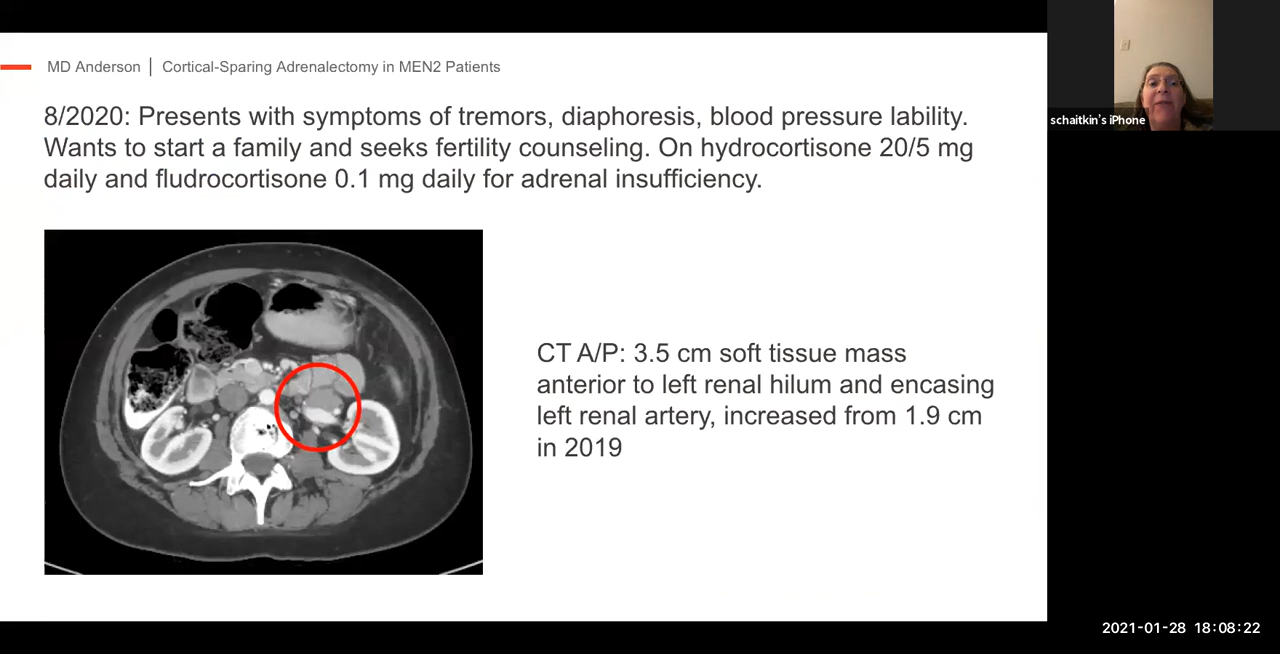 MD Anderson | Cortical-Sparing Adrenalectomy in MEN2 Patients
8/2020: Presents with symptoms of tremors, diaphoresis, blood pressure lability.
Wants to start a family and seeks fertility counseling. On hydrocortisone 20/5 mg
daily and fludrocortisone 0.1 mg daily for adrenal insufficiency.
CT A/P: 3.5 cm soft tissue mass
anterior to left renal hilum and encasing
left renal artery, increased from 1.9 cm
in 2019
schaitkin's iPhone
2021-01-28 18:08:22